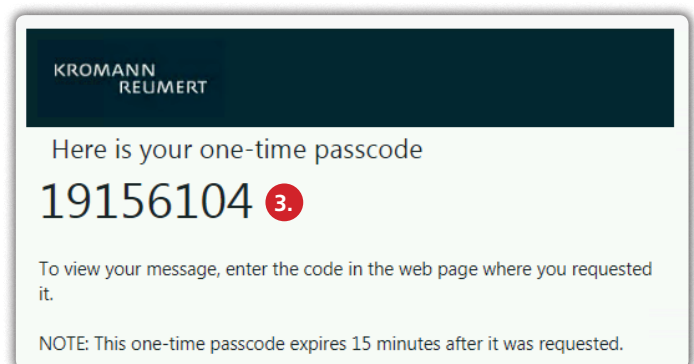 KROMANN
REUMERT
Here is your one-time passcode
19156104 3.
To view your message, enter the code in the web page where you requested
it.
NOTE: This one-time passcode expires 15 minutes after it was requested.